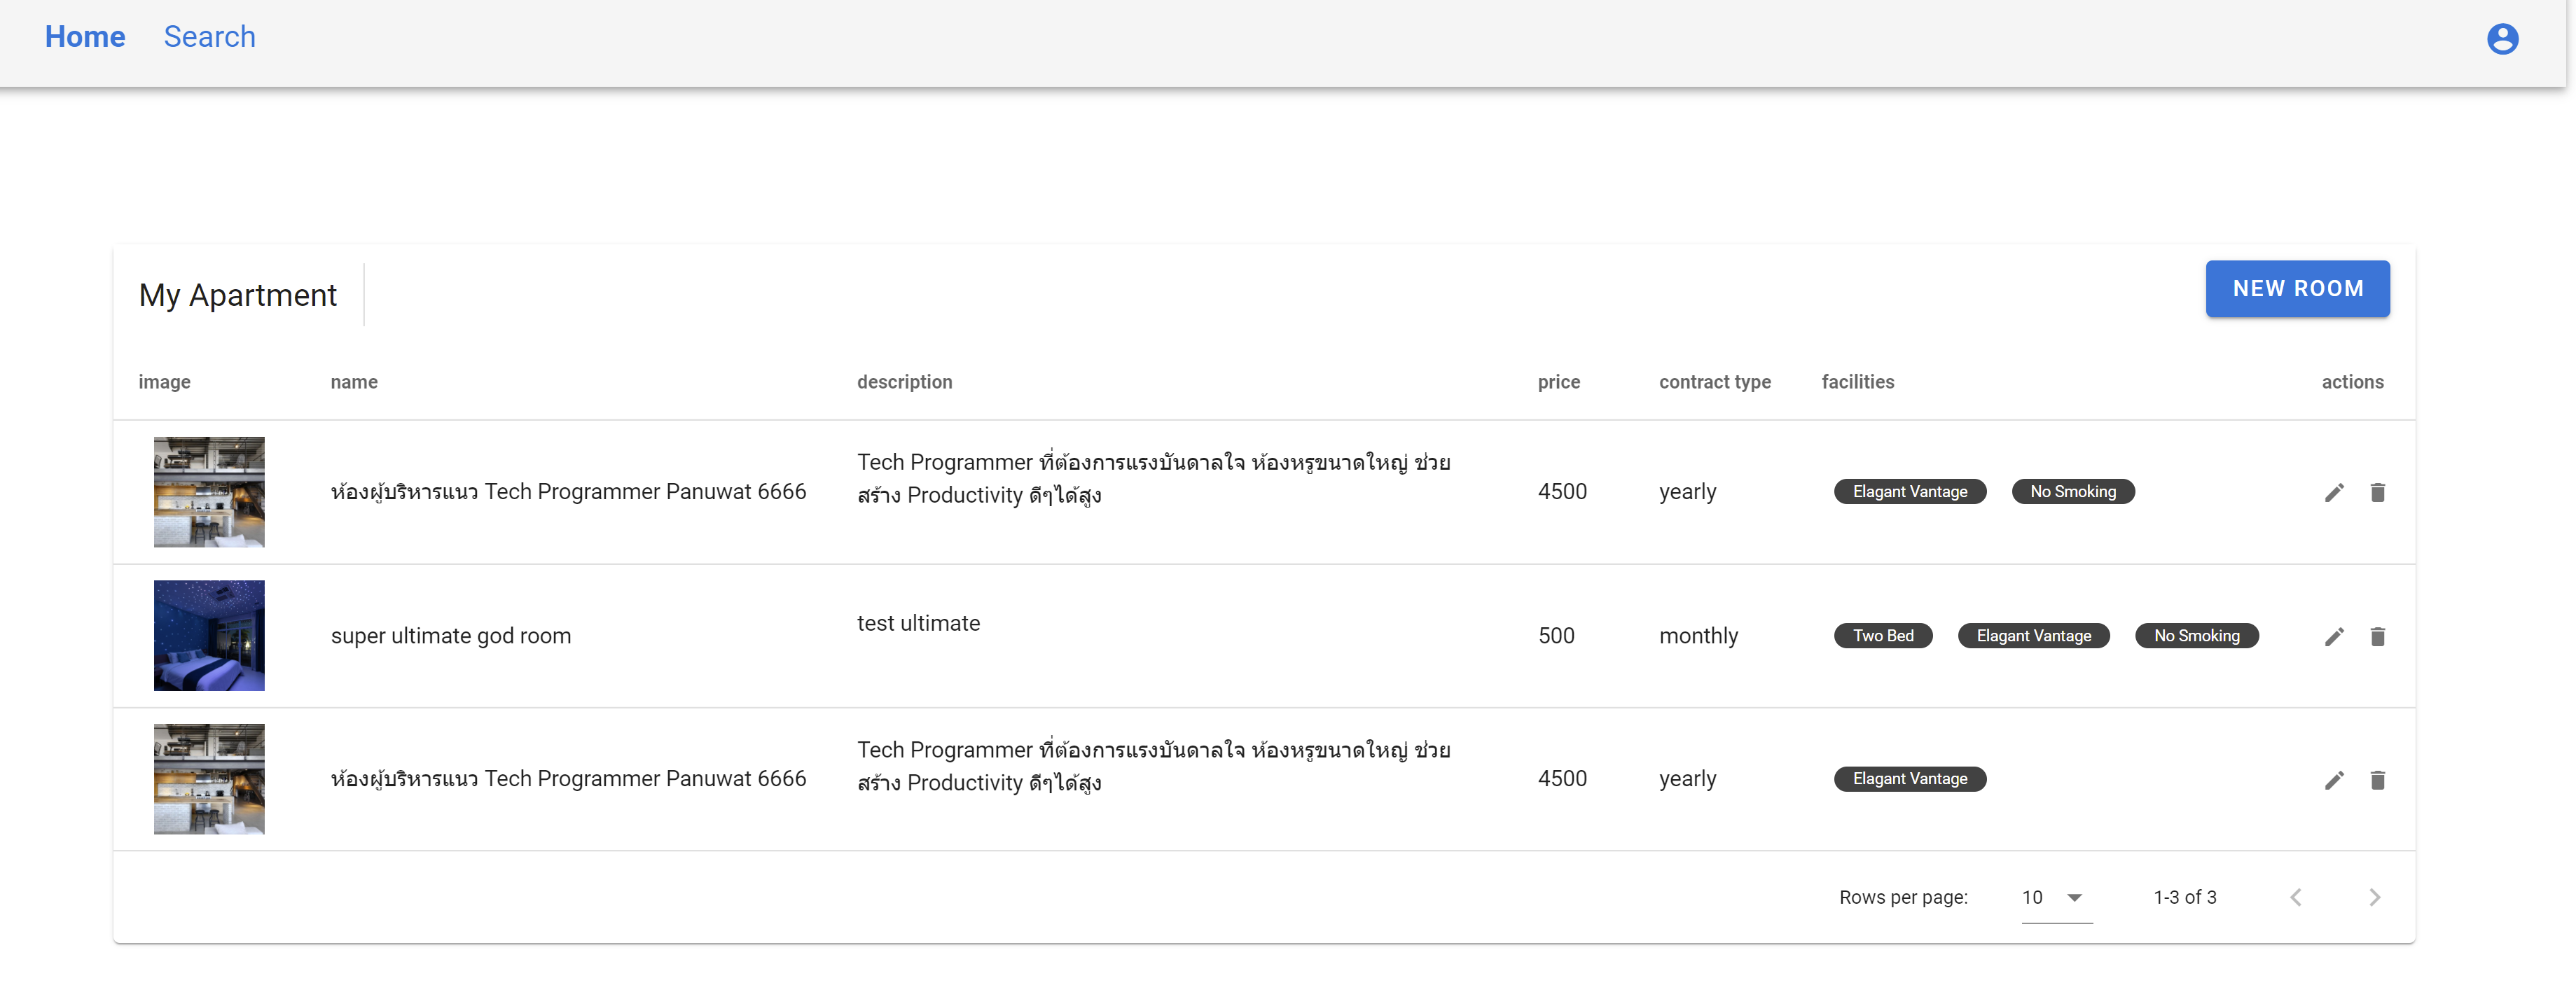 Home Search
My Apartment
NEW ROOM
image name description price contract type facilities actions
ห้องผู้บริหารแนว Tech Programmer Panuwat 6666
Tech Programmer ที่ต้องการแรงบันดาลใจ ห้องหรูขนาดใหญ่ ช่วย
สร้าง Productivity ดีๆได้สูง
4500 yearly Elagant Vantage No Smoking
super ultimate god room
test ultimate
500 monthly Two Bed Elagant Vantage No Smoking
ห้องผู้บริหารแนว Tech Programmer Panuwat 6666
Tech Programmer ที่ต้องการแรงบันดาลใจ ห้องหรูขนาดใหญ่ ช่วย
สร้าง Productivity ดีๆได้สูง
4500 yearly Elagant Vantage
Rows per page: 10 1-3 of 3